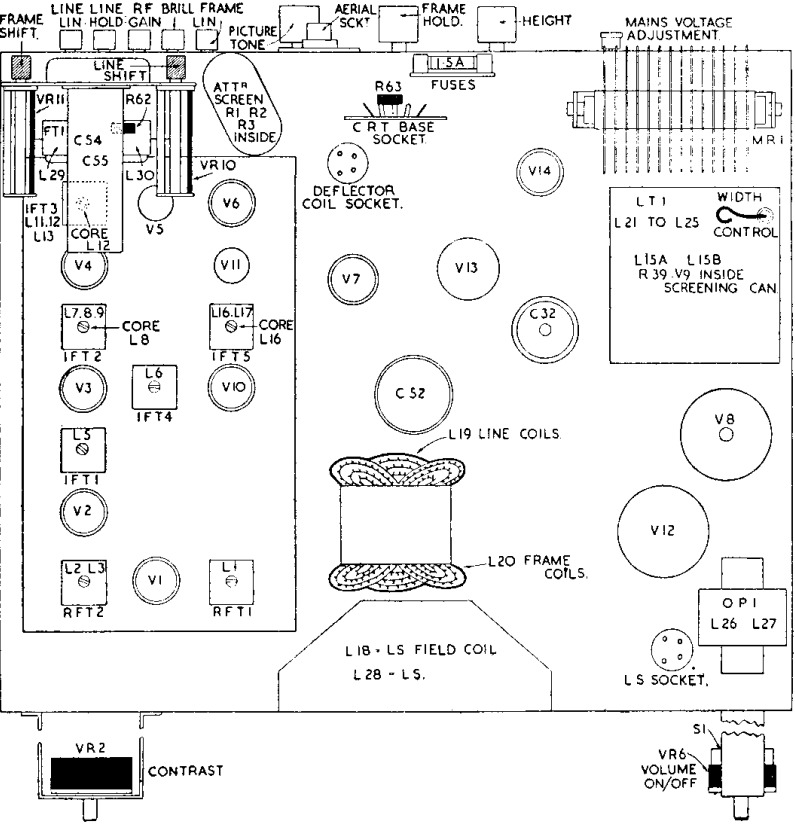 LINE LINE RF BRILL FRAME
LIN HOLD GAIN LIN
FRAME
SHIFT.
PICTURE
TONE
AERIAL
SCKT
FRAME
HOLD.
HEIGHT
MAINS VOLTAGE
ADJUSTMENT.
LINE
SHIFT
1.5A
FUSES
ATTR
SCREEN
R1 R2
R3
INSIDE
R63
CRT BASE
SOCKET.
VR11
R62
FT1
C54
C55
L29
L30
VR10
MR1
DEFLECTOR
COIL SOCKET.
V14
IFT3
L11.12
L13
CORE
L12
V5
V6
LT1
L21 TO L25
WIDTH
CONTROL
L15A L15B
R39 V9 INSIDE
SCREENING CAN.
V4
V11
V7
V13
L7.8.9
CORE
L8
IFT2
L16.L17
CORE
L16
IFT5
C32
V3
L6
IFT4
V10
C52
V8
L5
IFT1
L19 LINE COILS.
V2
V12
L2 L3
RFT2
V1
L1
RFT1
L20 FRAME
COILS.
OP1
L26 L27
L18 - LS FIELD COIL
L28 - LS.
LS SOCKET.
VR2
CONTRAST
S1
VR6
VOLUME
ON/OFF